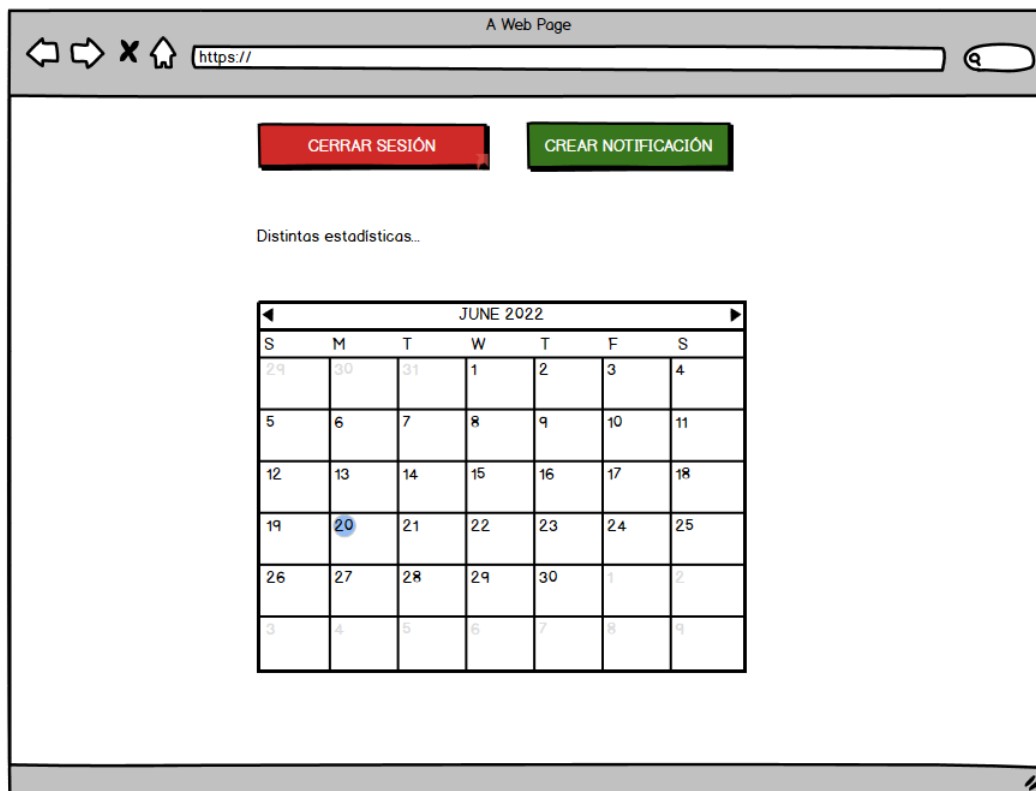 A Web Page
https://
CERRAR SESIÓN CREAR NOTIFICACIÓN
Distintas estadísticas...
JUNE 2022
S M T W T F S
29 30 31 1 2 3 4
5 6 7 8 9 10 11
12 13 14 15 16 17 18
19 20 21 22 23 24 25
26 27 28 29 30 1 2
3 4 5 6 7 8 9